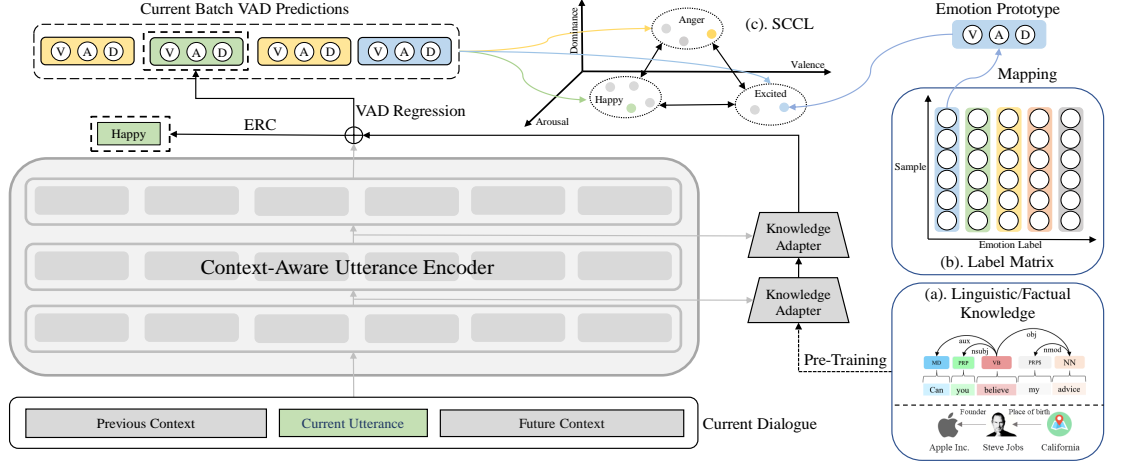 Current Batch VAD Predictions
V A D
V A D
V A D
V A D
Dominance
Anger
(c). SCCL
Valence
Happy
Excited
Arousal
Emotion Prototype
V A D
Mapping
Sample
Emotion Label
(b). Label Matrix
VAD Regression
ERC
Happy
Context-Aware Utterance Encoder
Knowledge
Adapter
Knowledge
Adapter
Pre-Training
(a). Linguistic/Factual
Knowledge
obj
aux
nsubj
nmod
MD PRP VB PRP$ NN
Can you believe my advice
Founder Place of birth
Apple Inc. Steve Jobs California
Previous Context
Current Utterance
Future Context
Current Dialogue